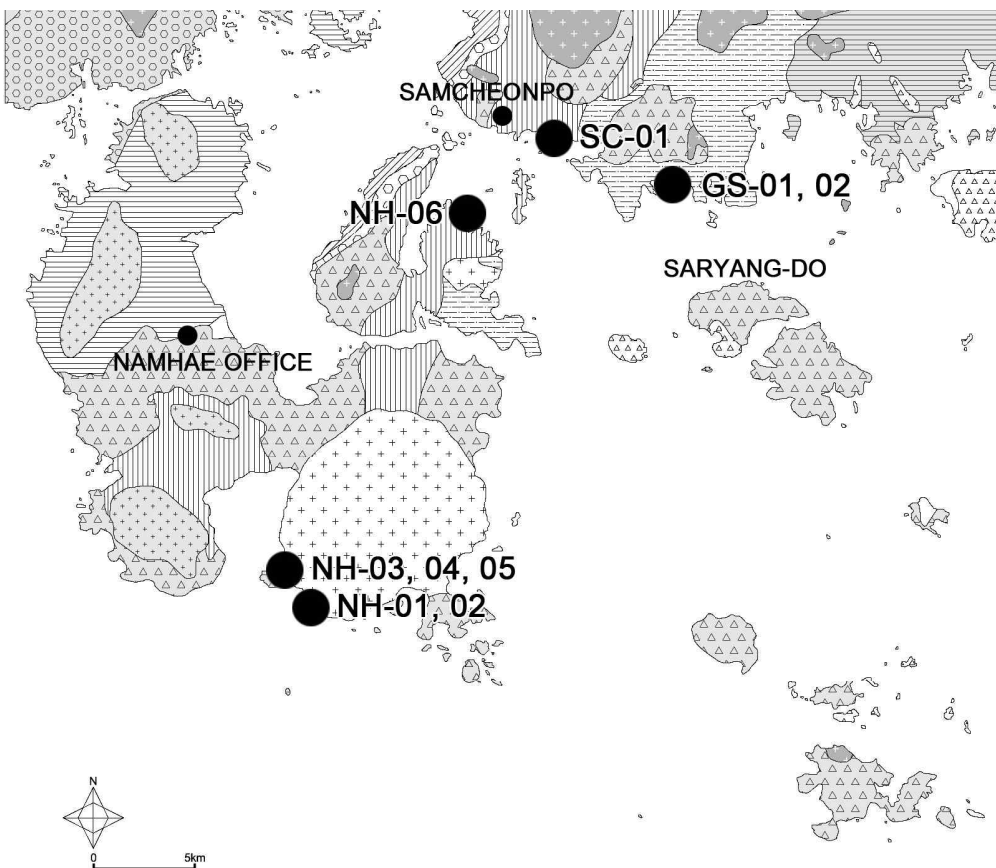 SAMCHEONPO
SC-01
GS-01, 02
NH-06
SARYANG-DO
NAMHAE OFFICE
NH-03, 04, 05
NH-01, 02
N
0 5km